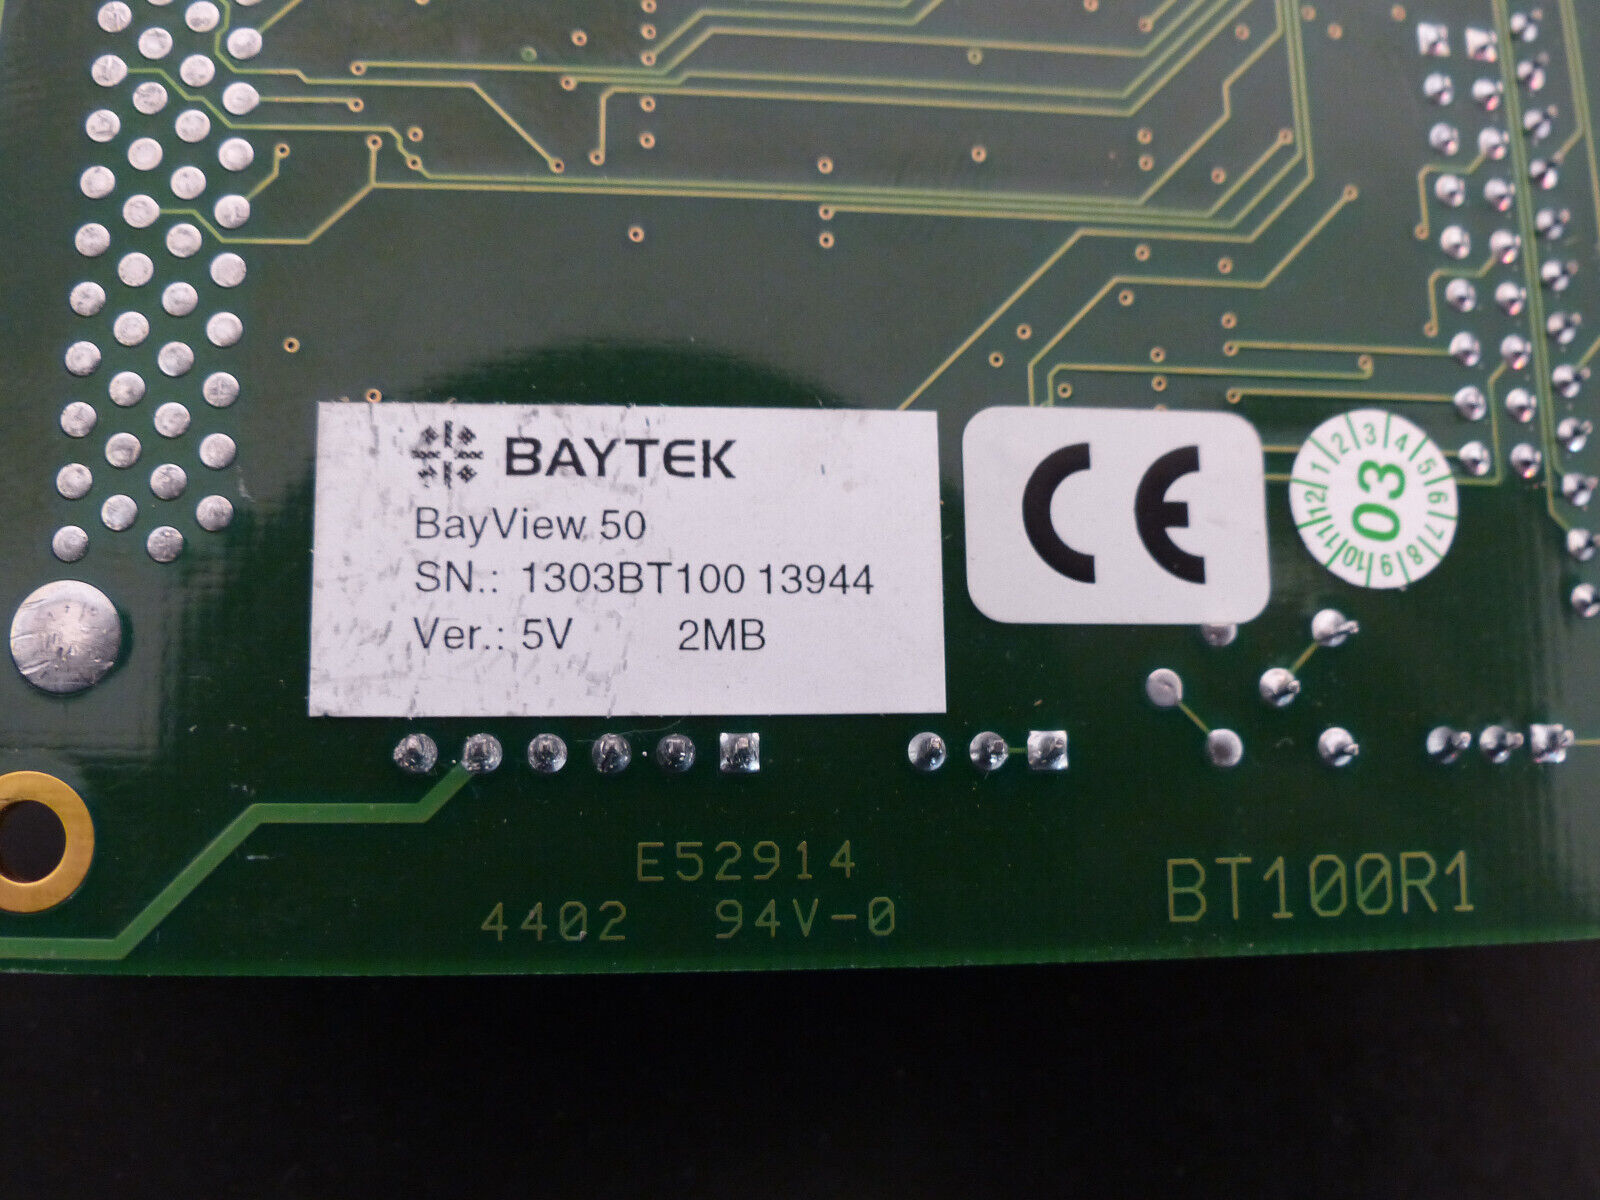 BAYTEK
BayView 50
SN.: 1303BT100 13944
Ver.: 5V 2MB
CE
1 2 3 4 5 6 7 8 9 10 11 12
03
E52914
4402 94V-0
BT100R1